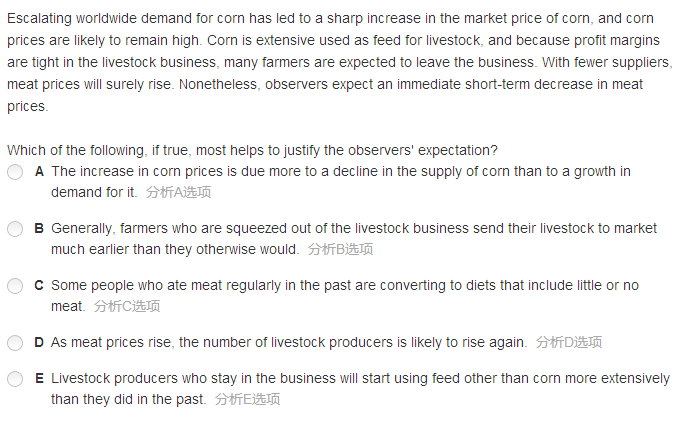 Escalating worldwide demand for corn has led to a sharp increase in the market price of corn, and corn
prices are likely to remain high. Corn is extensive used as feed for livestock, and because profit margins
are tight in the livestock business, many farmers are expected to leave the business. With fewer suppliers,
meat prices will surely rise. Nonetheless, observers expect an immediate short-term decrease in meat
prices.
Which of the following, if true, most helps to justify the observers' expectation?
A The increase in corn prices is due more to a decline in the supply of corn than to a growth in
demand for it. 分析A选项
B Generally, farmers who are squeezed out of the livestock business send their livestock to market
much earlier than they otherwise would. 分析B选项
C Some people who ate meat regularly in the past are converting to diets that include little or no
meat. 分析C选项
D As meat prices rise, the number of livestock producers is likely to rise again. 分析D选项
E Livestock producers who stay in the business will start using feed other than corn more extensively
than they did in the past. 分析E选项